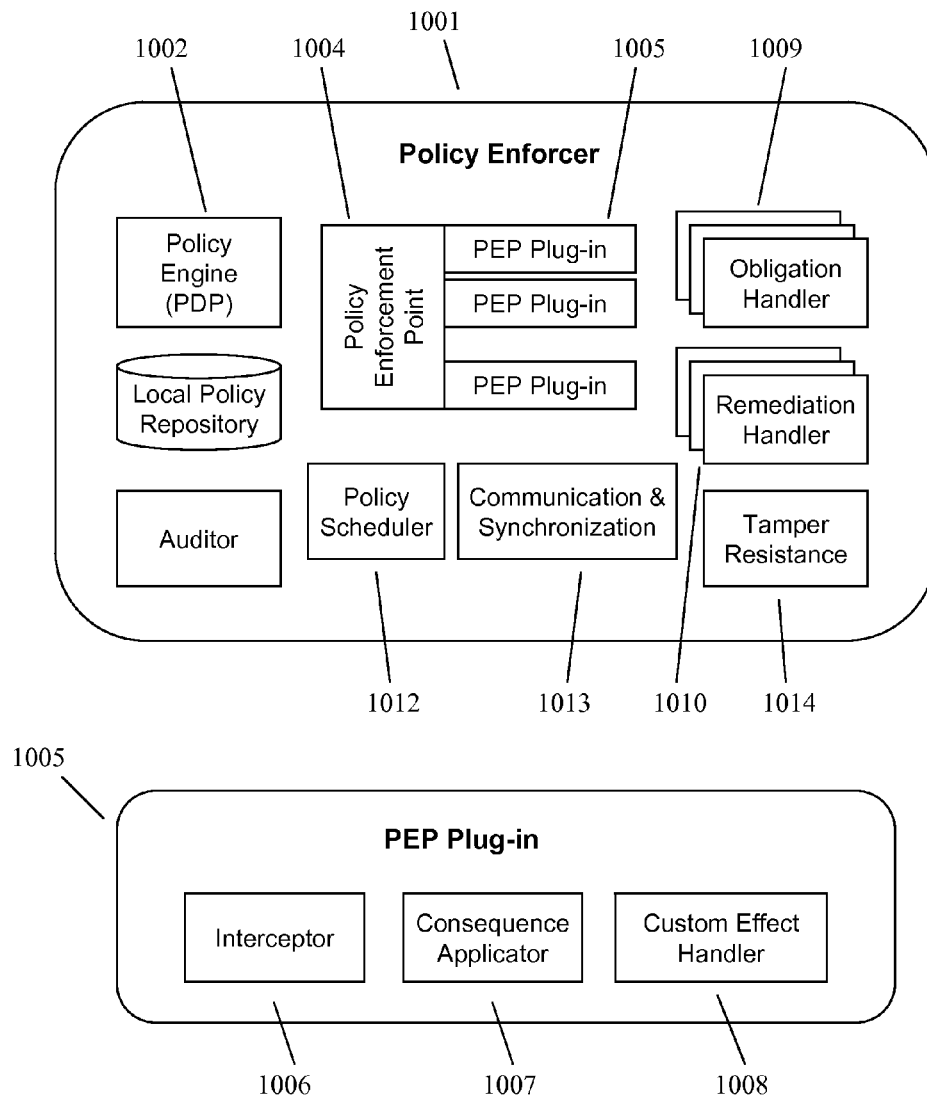 1001
1002
1004
1005
1009
Policy Enforcer
Policy
Engine
(PDP)
Policy
Enforcement
Point
PEP Plug-in
PEP Plug-in
PEP Plug-in
Obligation
Handler
Local Policy
Repository
Remediation
Handler
Auditor
Policy
Scheduler
Communication &
Synchronization
Tamper
Resistance
1012
1013
1010
1014
1005
PEP Plug-in
Interceptor
Consequence
Applicator
Custom Effect
Handler
1006
1007
1008